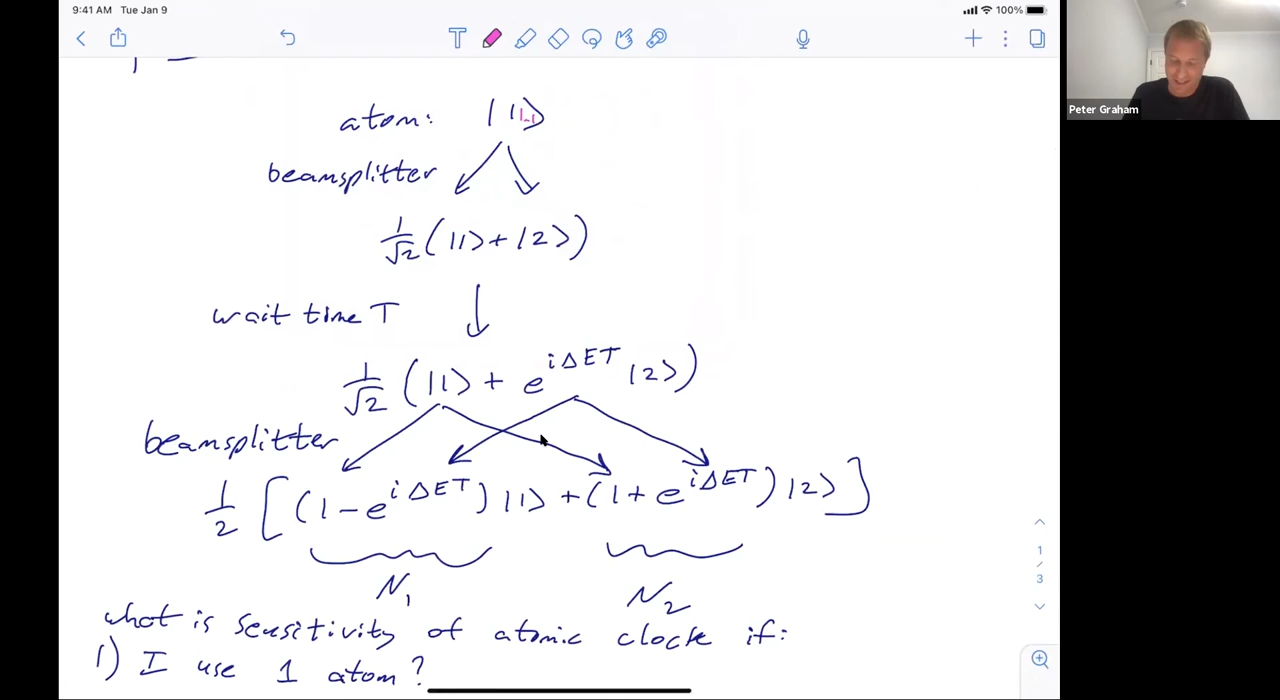 9:41 AM Tue Jan 9
100%
Peter Graham
atom: |1⟩
beamsplitter
1/√2 (|1⟩ + |2⟩)
wait time T
1/√2 (|1⟩ + e^{iΔET} |2⟩)
beamsplitter
1/2 [(1 - e^{iΔET}) |1⟩ + (1 + e^{iΔET}) |2⟩]
N₁ N₂
what is sensitivity of atomic clock if:
1) I use 1 atom?
1
/
3